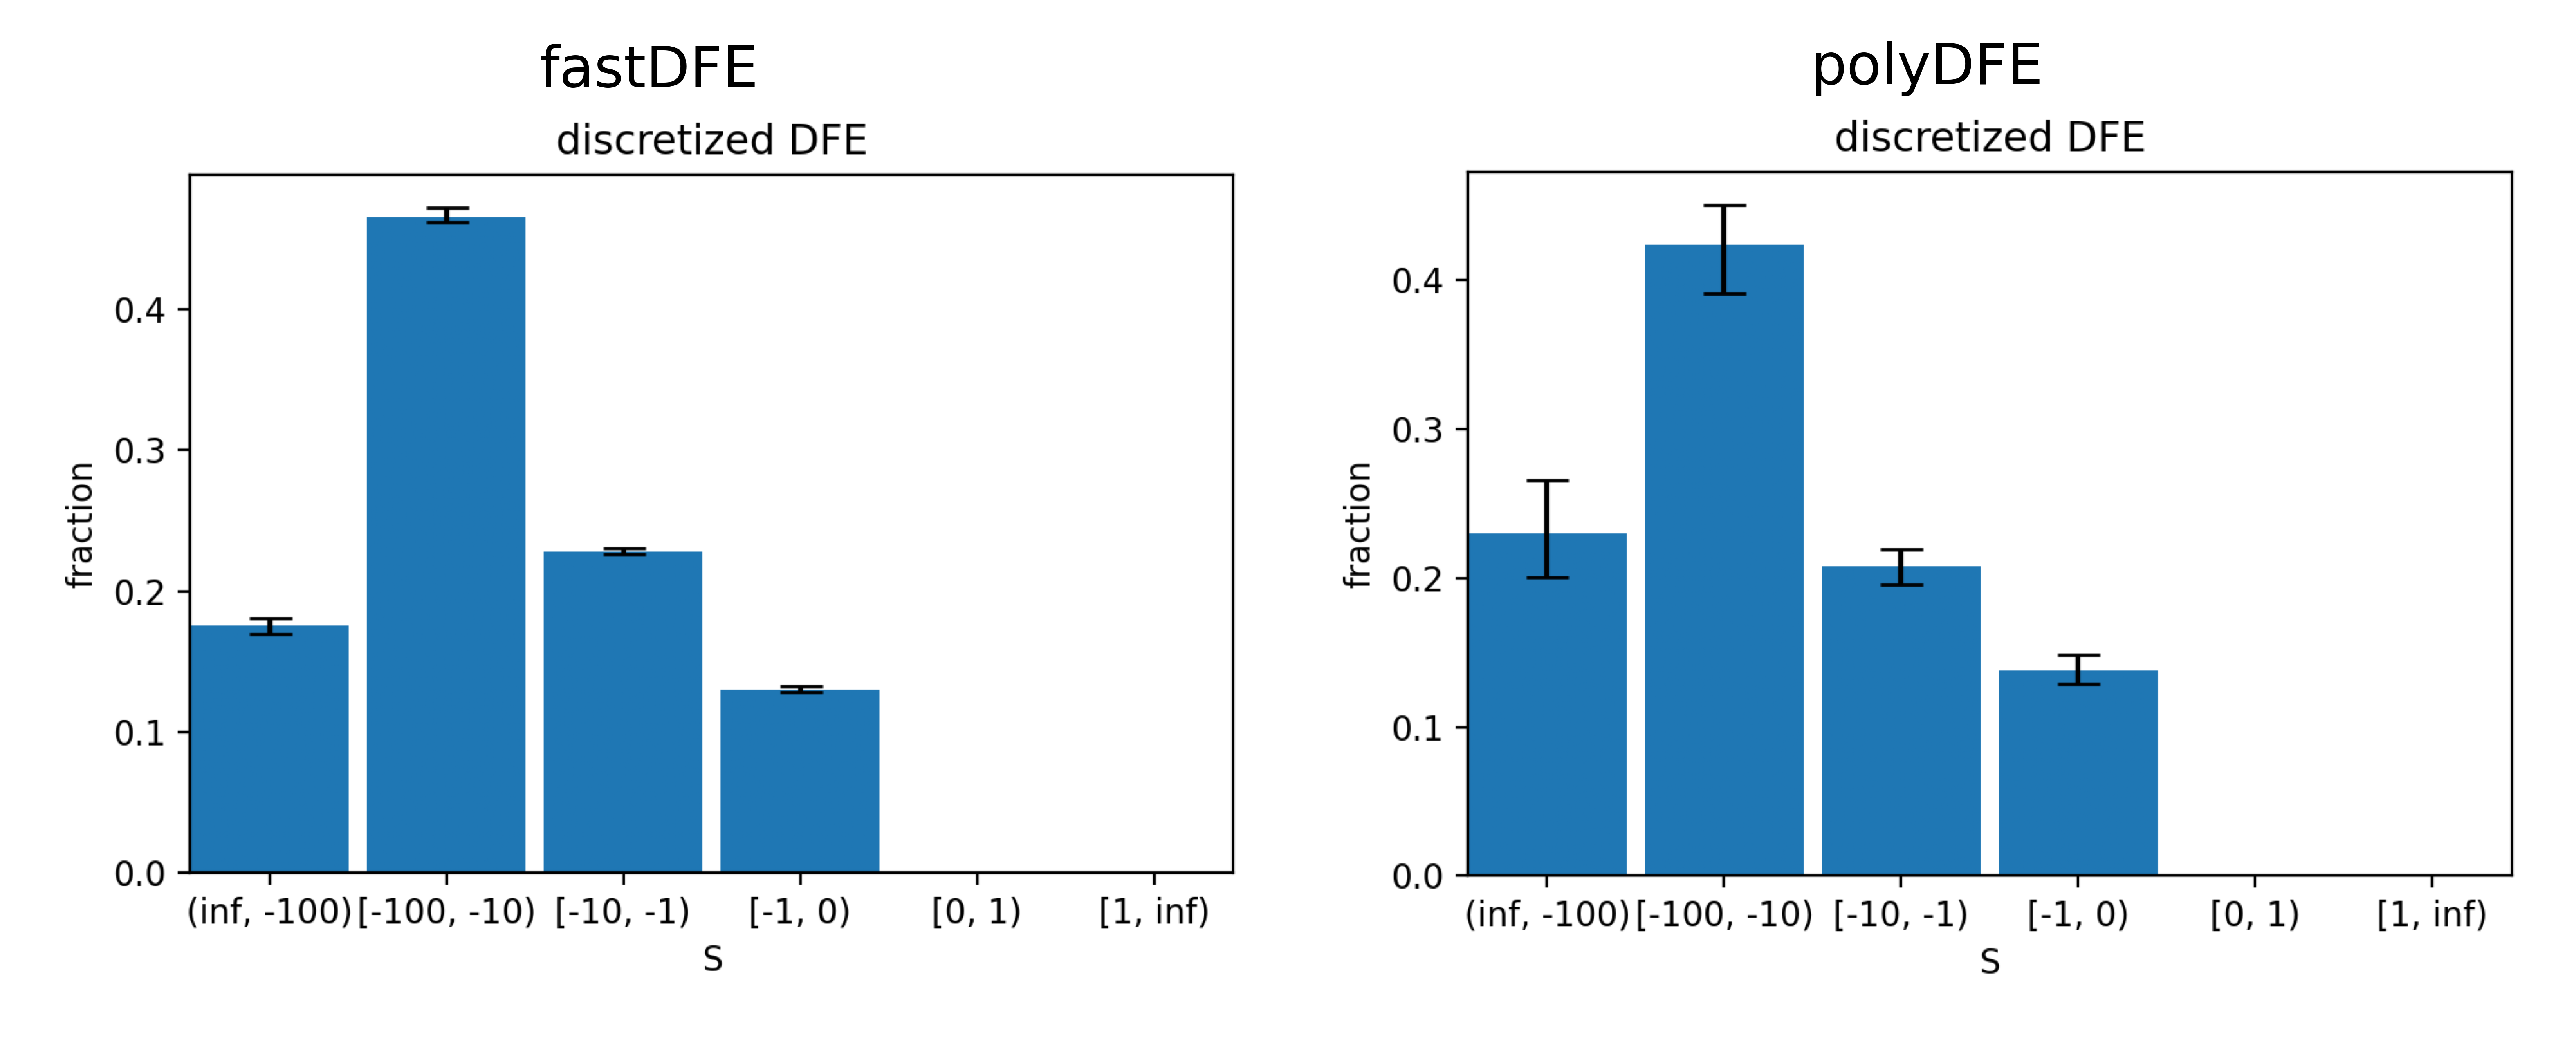 fastDFE
discretized DFE
fraction
0.4
0.3
0.2
0.1
0.0
(inf, -100) [-100, -10) [-10, -1) [-1, 0) [0, 1) [1, inf)
S
polyDFE
discretized DFE
fraction
0.4
0.3
0.2
0.1
0.0
(inf, -100) [-100, -10) [-10, -1) [-1, 0) [0, 1) [1, inf)
S